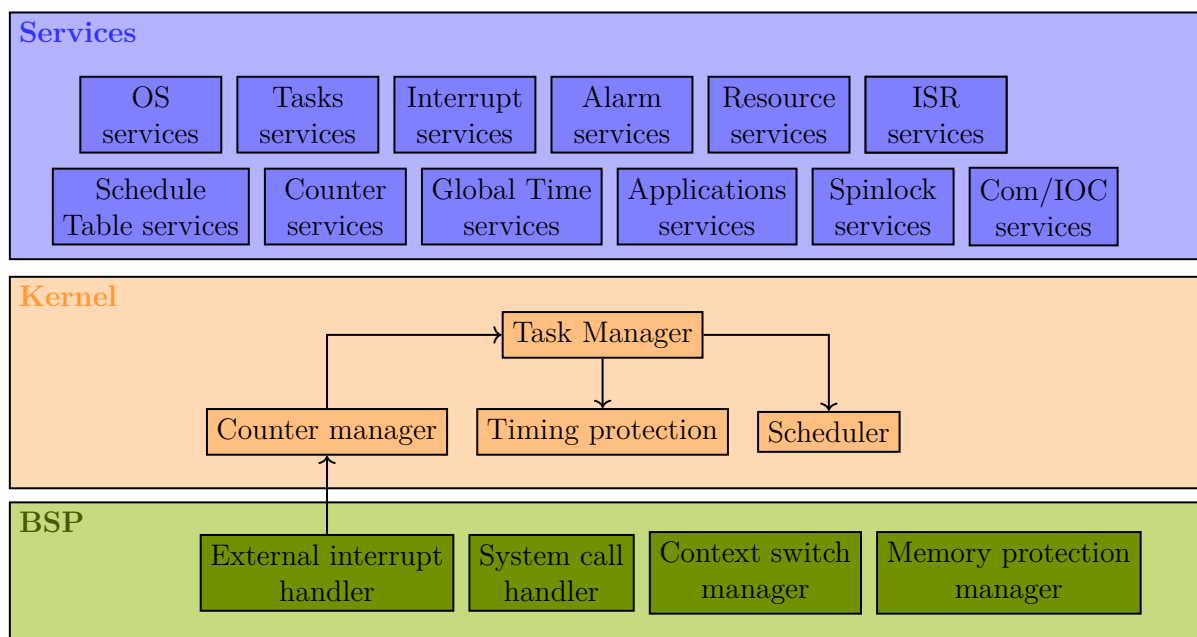 Services
OS
services
Tasks
services
Interrupt
services
Alarm
services
Resource
services
ISR
services
Schedule
Table services
Counter
services
Global Time
services
Applications
services
Spinlock
services
Com/IOC
services
Kernel
Task Manager
Counter manager
Timing protection
Scheduler
BSP
External interrupt
handler
System call
handler
Context switch
manager
Memory protection
manager